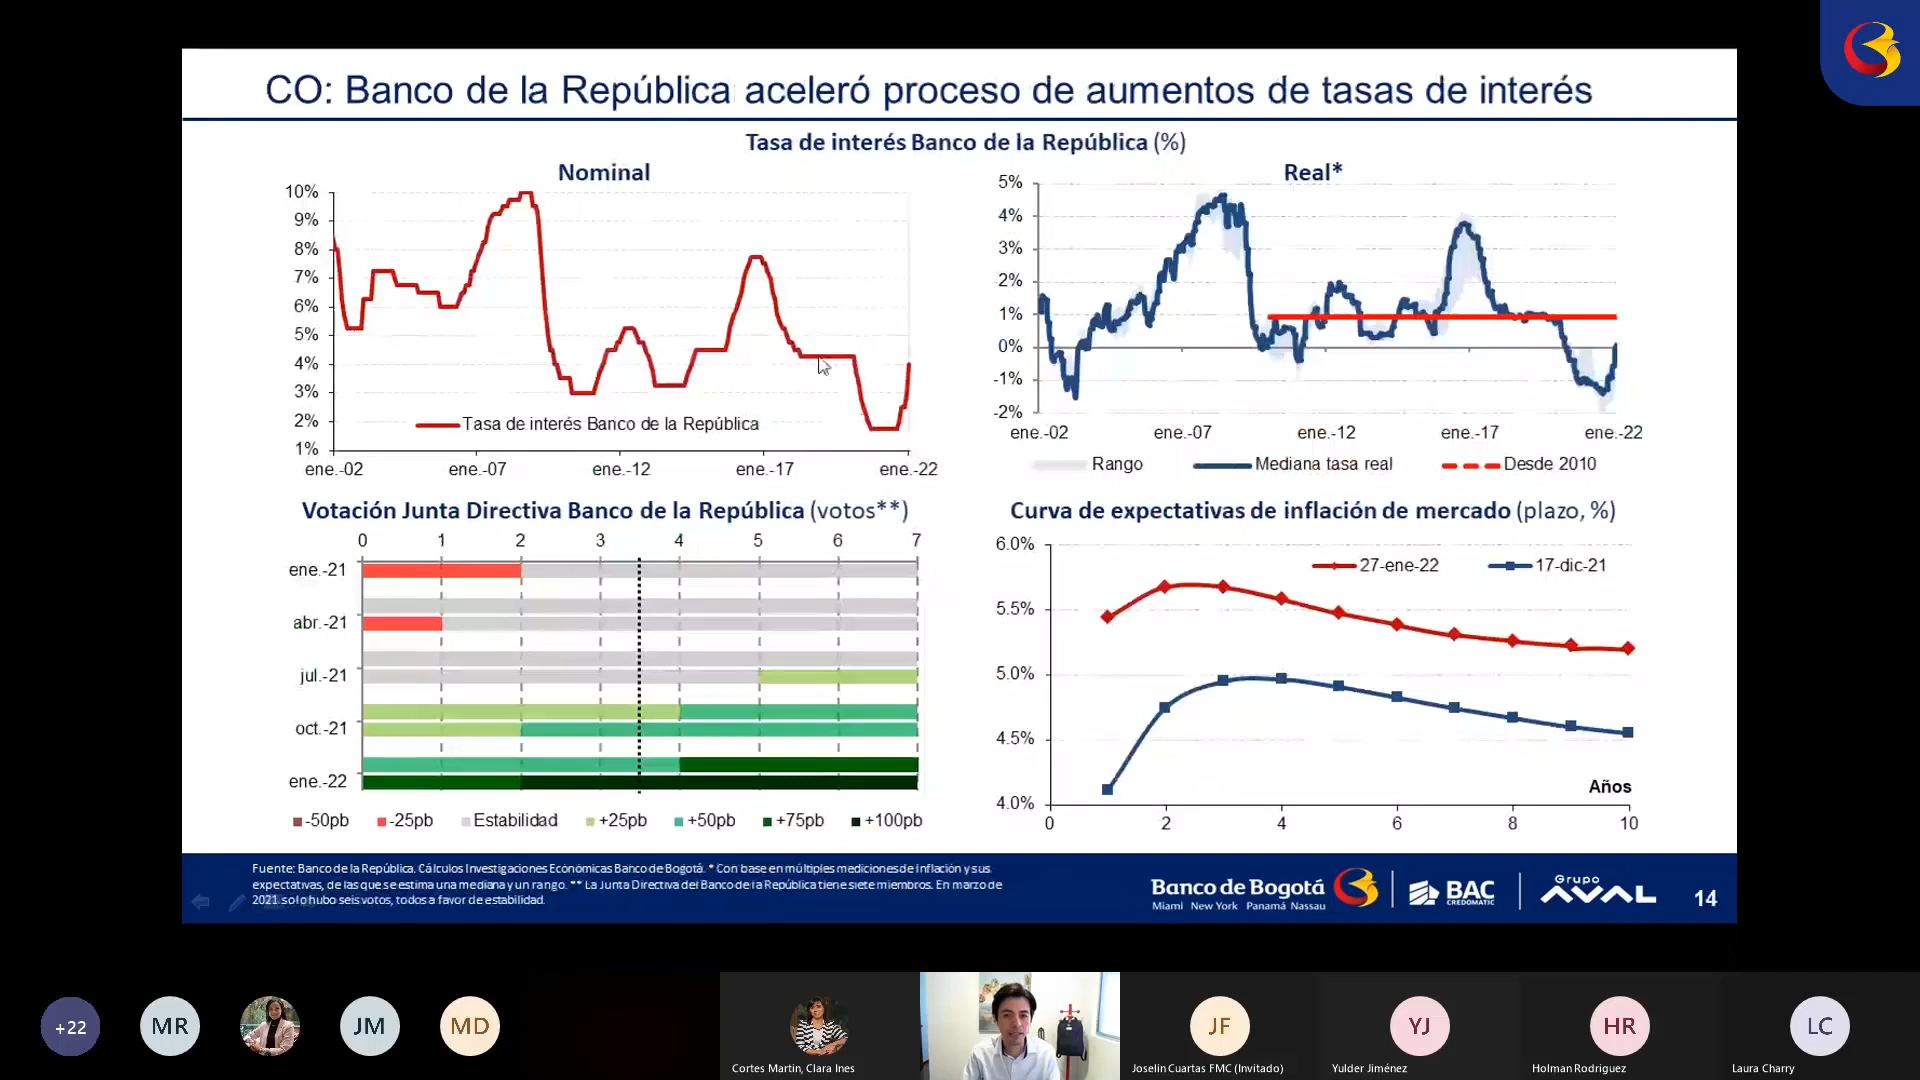 CO: Banco de la República aceleró proceso de aumentos de tasas de interés
Tasa de interés Banco de la República (%)
Nominal
10%
9%
8%
7%
6%
5%
4%
3%
2%
1%
Tasa de interés Banco de la República
ene.-02 ene.-07 ene.-12 ene.-17 ene.-22
Real*
5%
4%
3%
2%
1%
0%
-1%
-2%
ene.-02 ene.-07 ene.-12 ene.-17 ene.-22
Rango Mediana tasa real Desde 2010
Votación Junta Directiva Banco de la República (votos**)
0 1 2 3 4 5 6 7
ene.-21
abr.-21
jul.-21
oct.-21
ene.-22
-50pb -25pb Estabilidad +25pb +50pb +75pb +100pb
Curva de expectativas de inflación de mercado (plazo, %)
6.0%
5.5%
5.0%
4.5%
4.0%
27-ene-22 17-dic-21
Años
0 2 4 6 8 10
Fuente: Banco de la República. Cálculos Investigaciones Económicas Banco de Bogotá. * Con base en múltiples mediciones de inflación y sus
expectativas, de las que se estima una mediana y un rango. ** La Junta Directiva del Banco de la República tiene siete miembros. En marzo de
2021 solo hubo seis votos, todos a favor de estabilidad.
Banco de Bogotá
Miami New York Panamá Nassau
BAC
CREDOMATIC
Grupo
AVAL
14
+22
MR
JM
MD
Cortes Martin, Clara Ines
JF
Joselin Cuartas FMC (Invitado)
YJ
Yulder Jiménez
HR
Holman Rodriguez
LC
Laura Charry